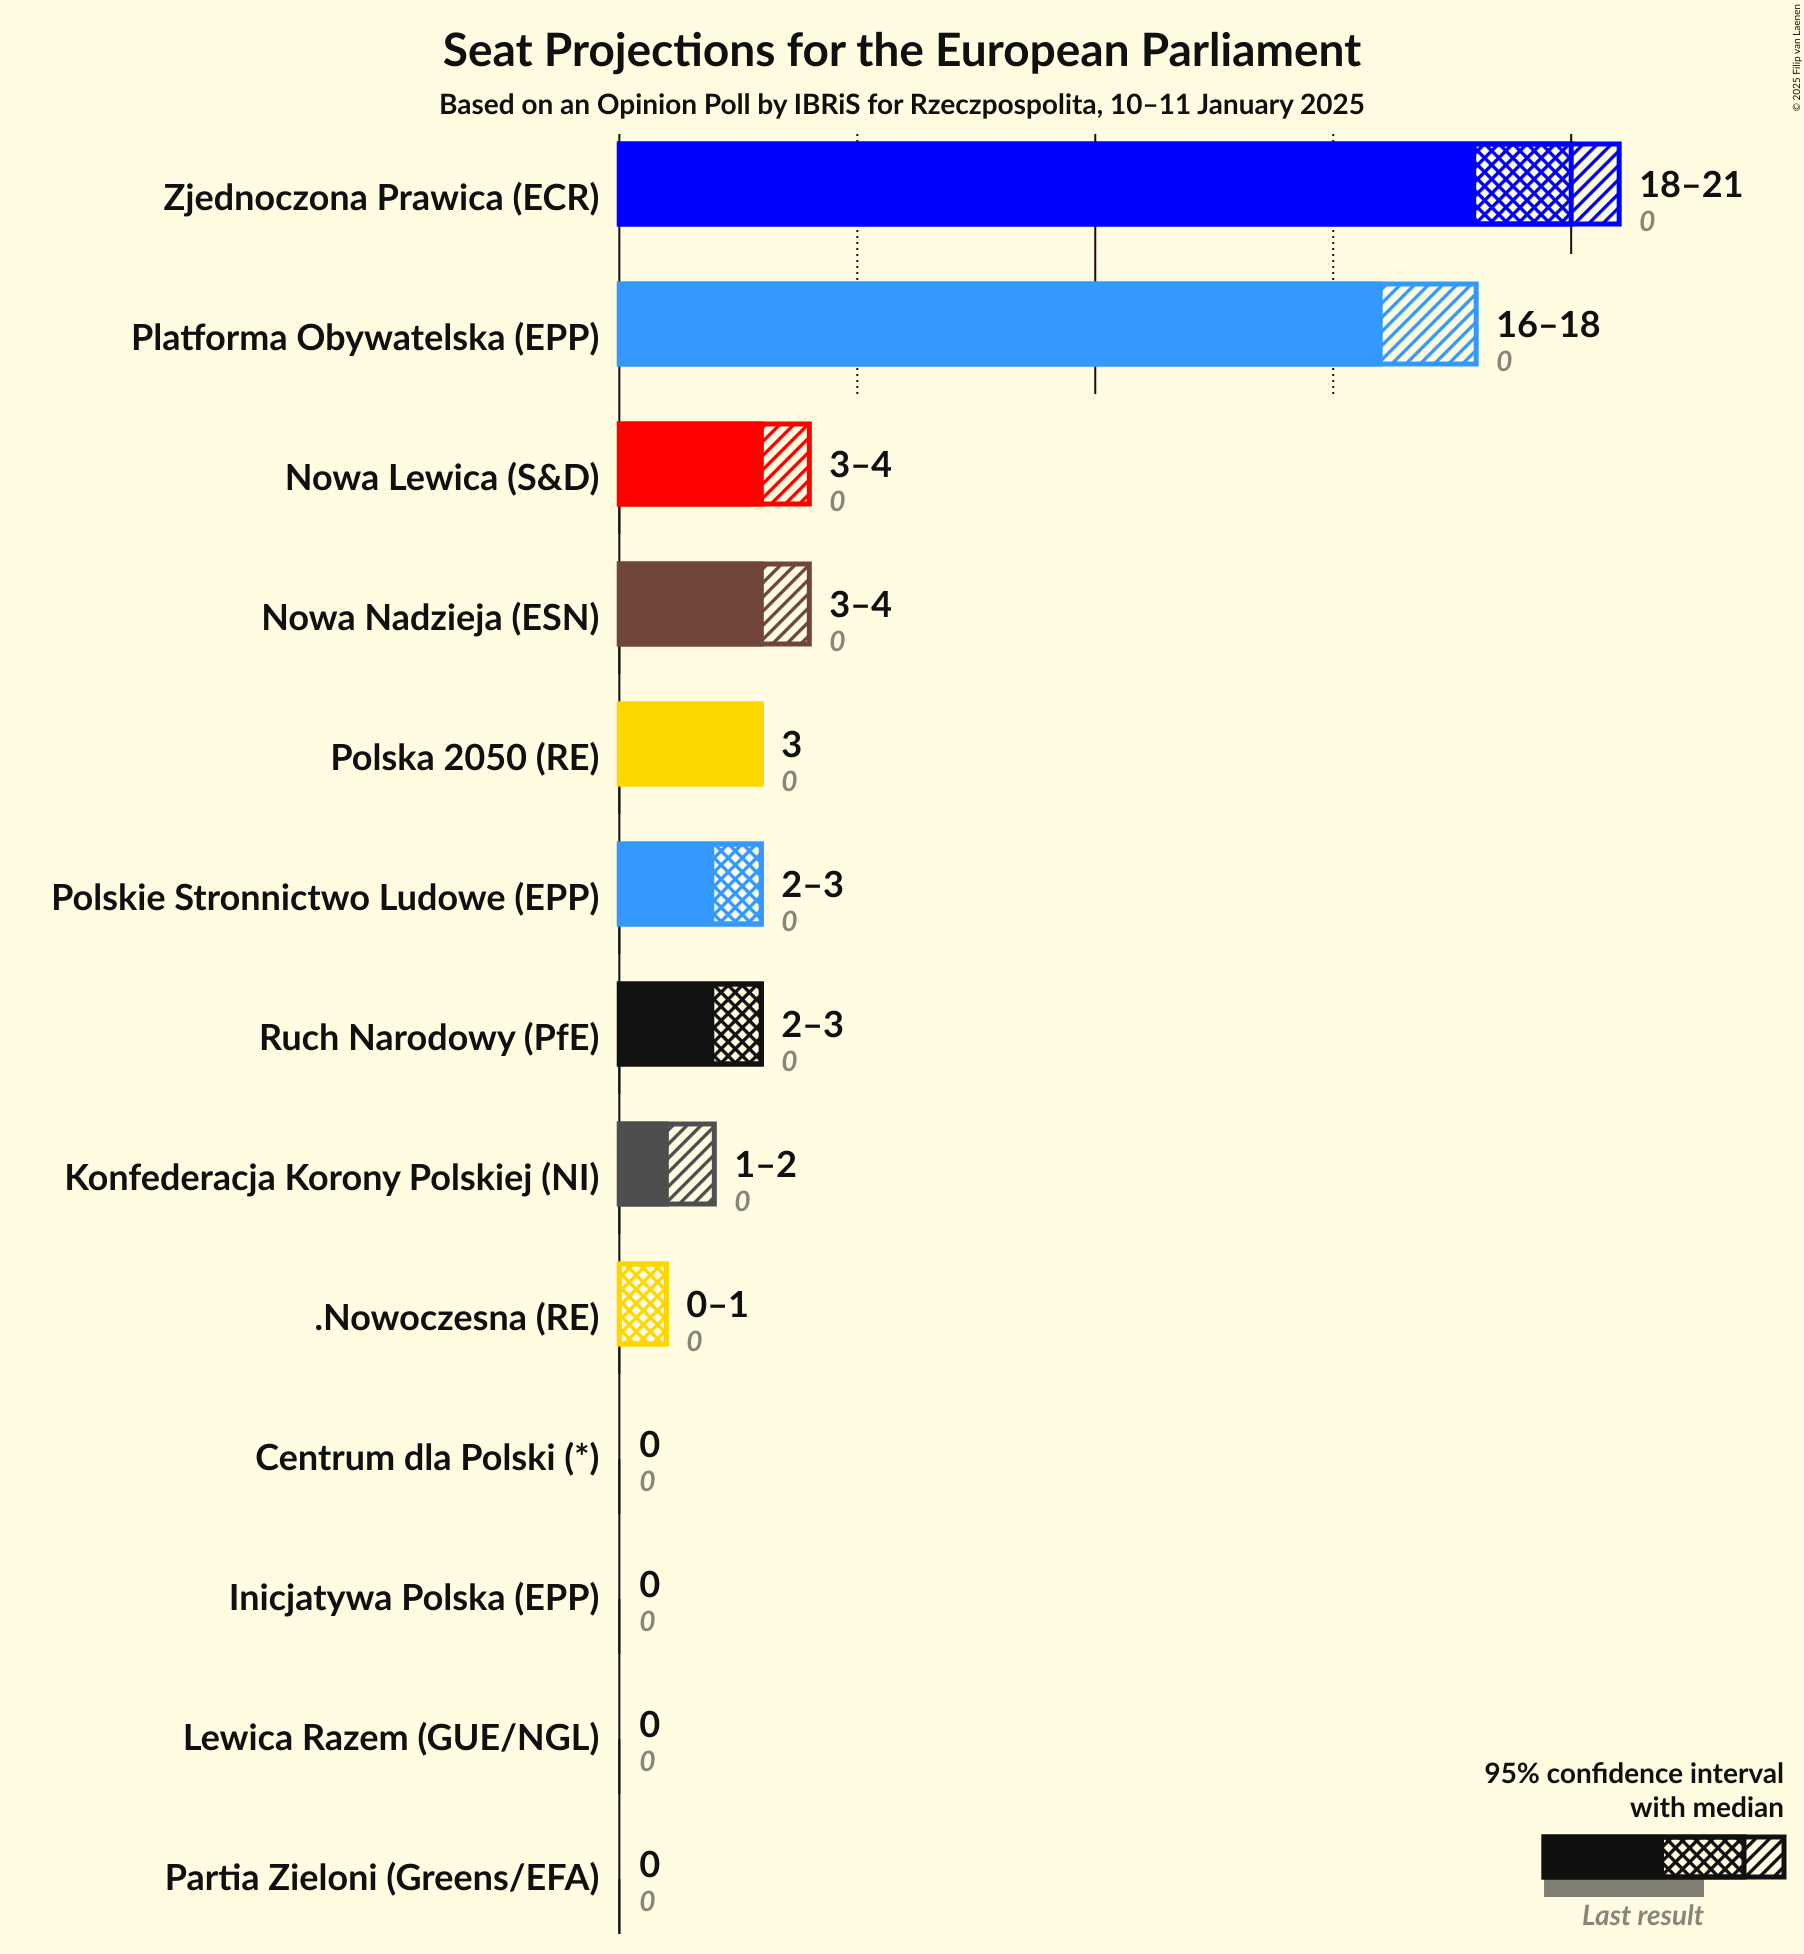 Seat Projections for the European Parliament
Based on an Opinion Poll by IBRiS for Rzeczpospolita, 10–11 January 2025
© 2025 Filip van Laenen
Zjednoczona Prawica (ECR)
18–21
0
Platforma Obywatelska (EPP)
16–18
0
Nowa Lewica (S&D)
3–4
0
Nowa Nadzieja (ESN)
3–4
0
Polska 2050 (RE)
3
0
Polskie Stronnictwo Ludowe (EPP)
2–3
0
Ruch Narodowy (PfE)
2–3
0
Konfederacja Korony Polskiej (NI)
1–2
0
.Nowoczesna (RE)
0–1
0
Centrum dla Polski (*)
0
0
Inicjatywa Polska (EPP)
0
0
Lewica Razem (GUE/NGL)
0
0
Partia Zieloni (Greens/EFA)
0
0
95% confidence interval
with median
Last result